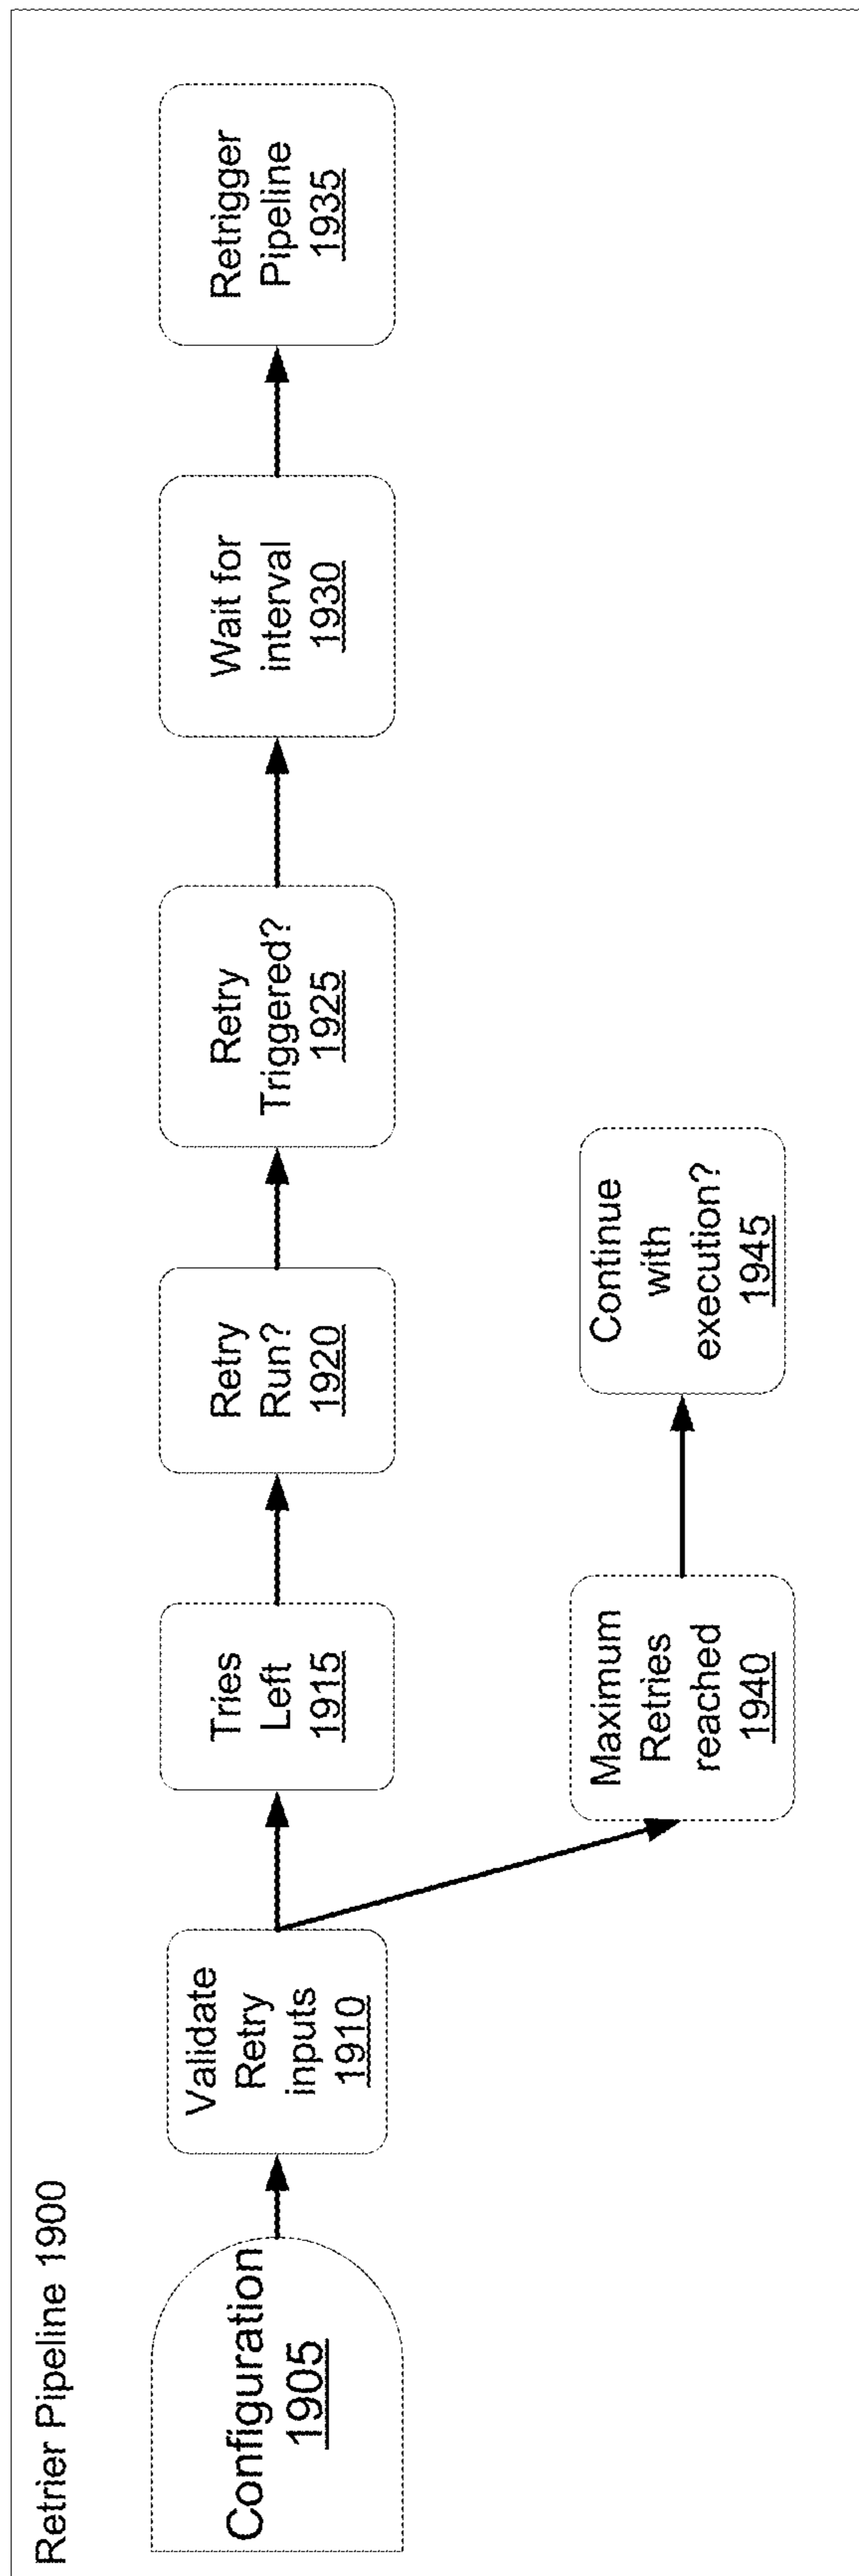 Retrier Pipeline 1900
Configuration
1905
Validate
Retry
inputs
1910
Tries
Left
1915
Retry
Run?
1920
Retry
Triggered?
1925
Wait for
interval
1930
Retrigger
Pipeline
1935
Maximum
Retries
reached
1940
Continue
with
execution?
1945